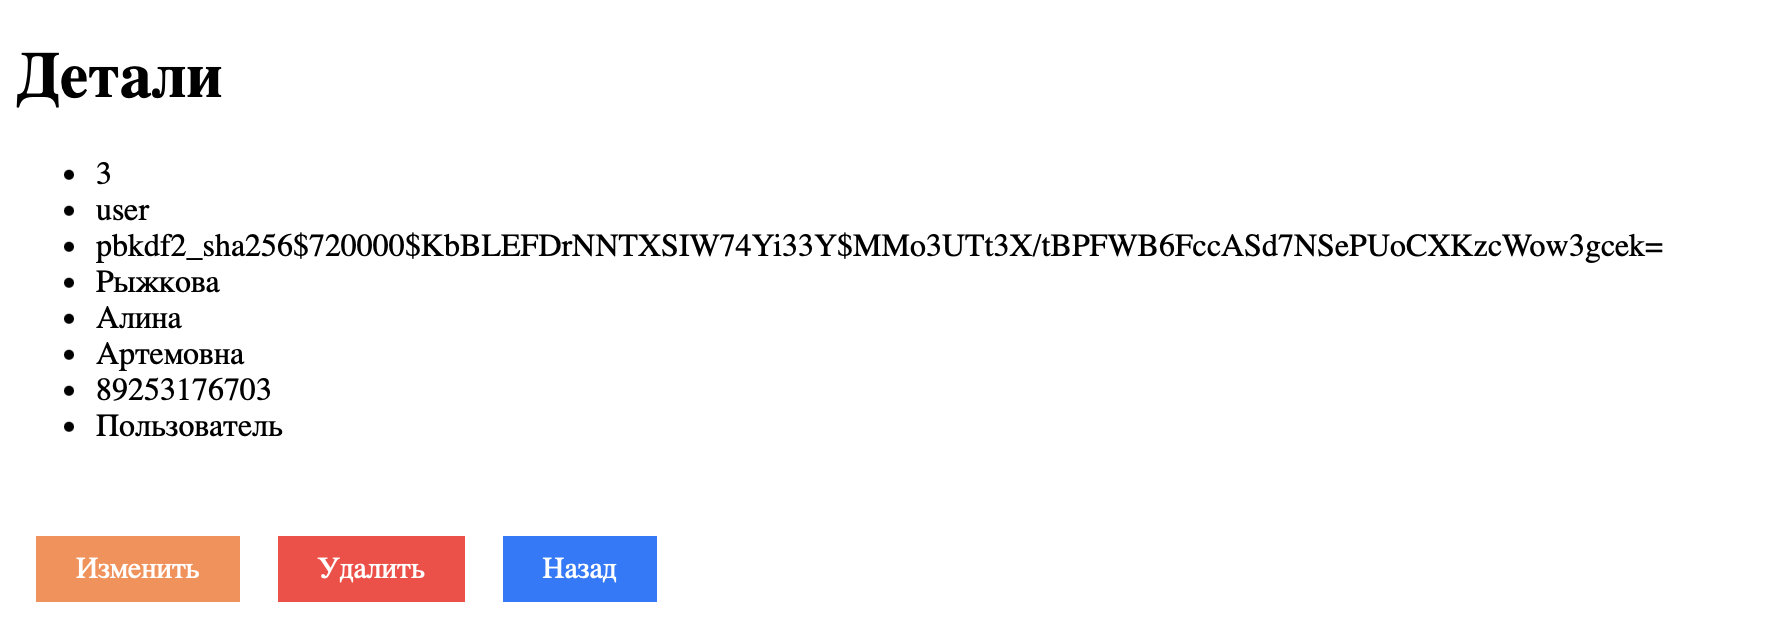 Детали
3
user
pbkdf2_sha256$720000$KbBLEFDrNNTXSIW74Yi33Y$MMo3UTt3X/tBPFWB6FccASd7NSePUoCXKzcWow3gcek=
Рыжкова
Алина
Артемовна
89253176703
Пользователь
Изменить Удалить Назад